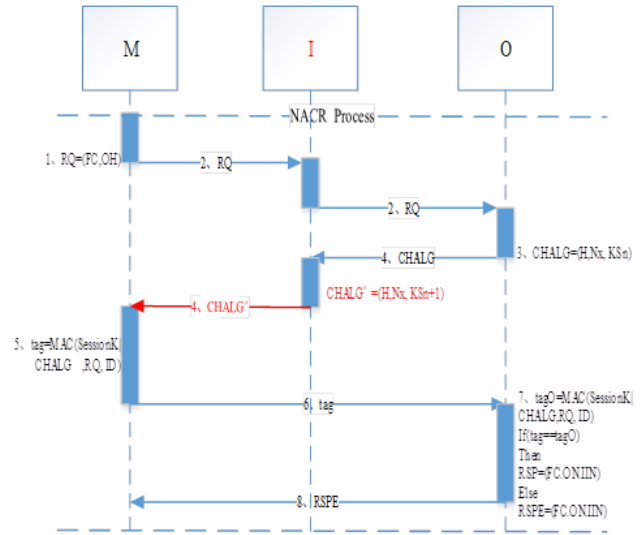 M
I
O
NACR Process
1、RQ=(FC,OH)
2、RQ
2、RQ
3、CHALG=(H,Nx, KSn)
4、CHALG
CHALG'=(H,Nx, KSn+1)
4、CHALG'
5、tag=MAC(SessionK|
CHALG ,RQ, ID)
6、tag
7、tagO=MAC(SessionK|
CHALG,RQ, ID)
If(tag==tagO)
Then
RSP=(FC.ON.IIN)
Else
RSPE=(FC.ON.IIN)
8、RSPE